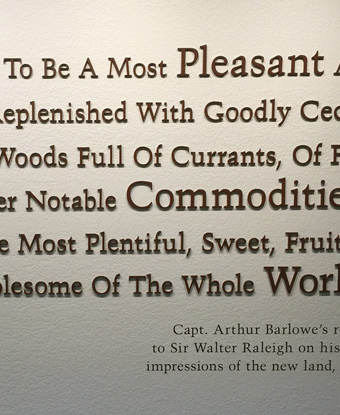 To Be A Most Pleasant A
Replenished With Goodly Ced
Woods Full Of Currants, Of F
er Notable Commoditie
e Most Plentiful, Sweet, Fruit
olesome Of The Whole Worl
Capt. Arthur Barlowe's r
to Sir Walter Raleigh on his
impressions of the new land,